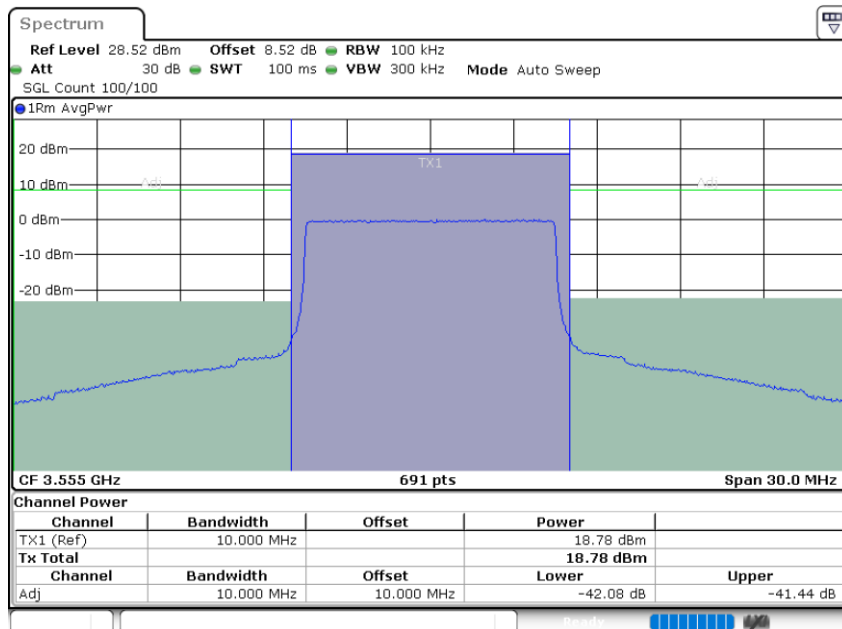 Spectrum
Ref Level 28.52 dBm Offset 8.52 dB RBW 100 kHz
Att 30 dB SWT 100 ms VBW 300 kHz Mode Auto Sweep
SGL Count 100/100
1Rm AvgPwr
20 dBm
TX1
Adj
Adj
10 dBm
0 dBm
-10 dBm
-20 dBm
CF 3.555 GHz 691 pts Span 30.0 MHz
Channel Power
Channel Bandwidth Offset Power
TX1 (Ref) 10.000 MHz 18.78 dBm
Tx Total 18.78 dBm
Channel Bandwidth Offset Lower Upper
Adj 10.000 MHz 10.000 MHz -42.08 dB -41.44 dB
Ready